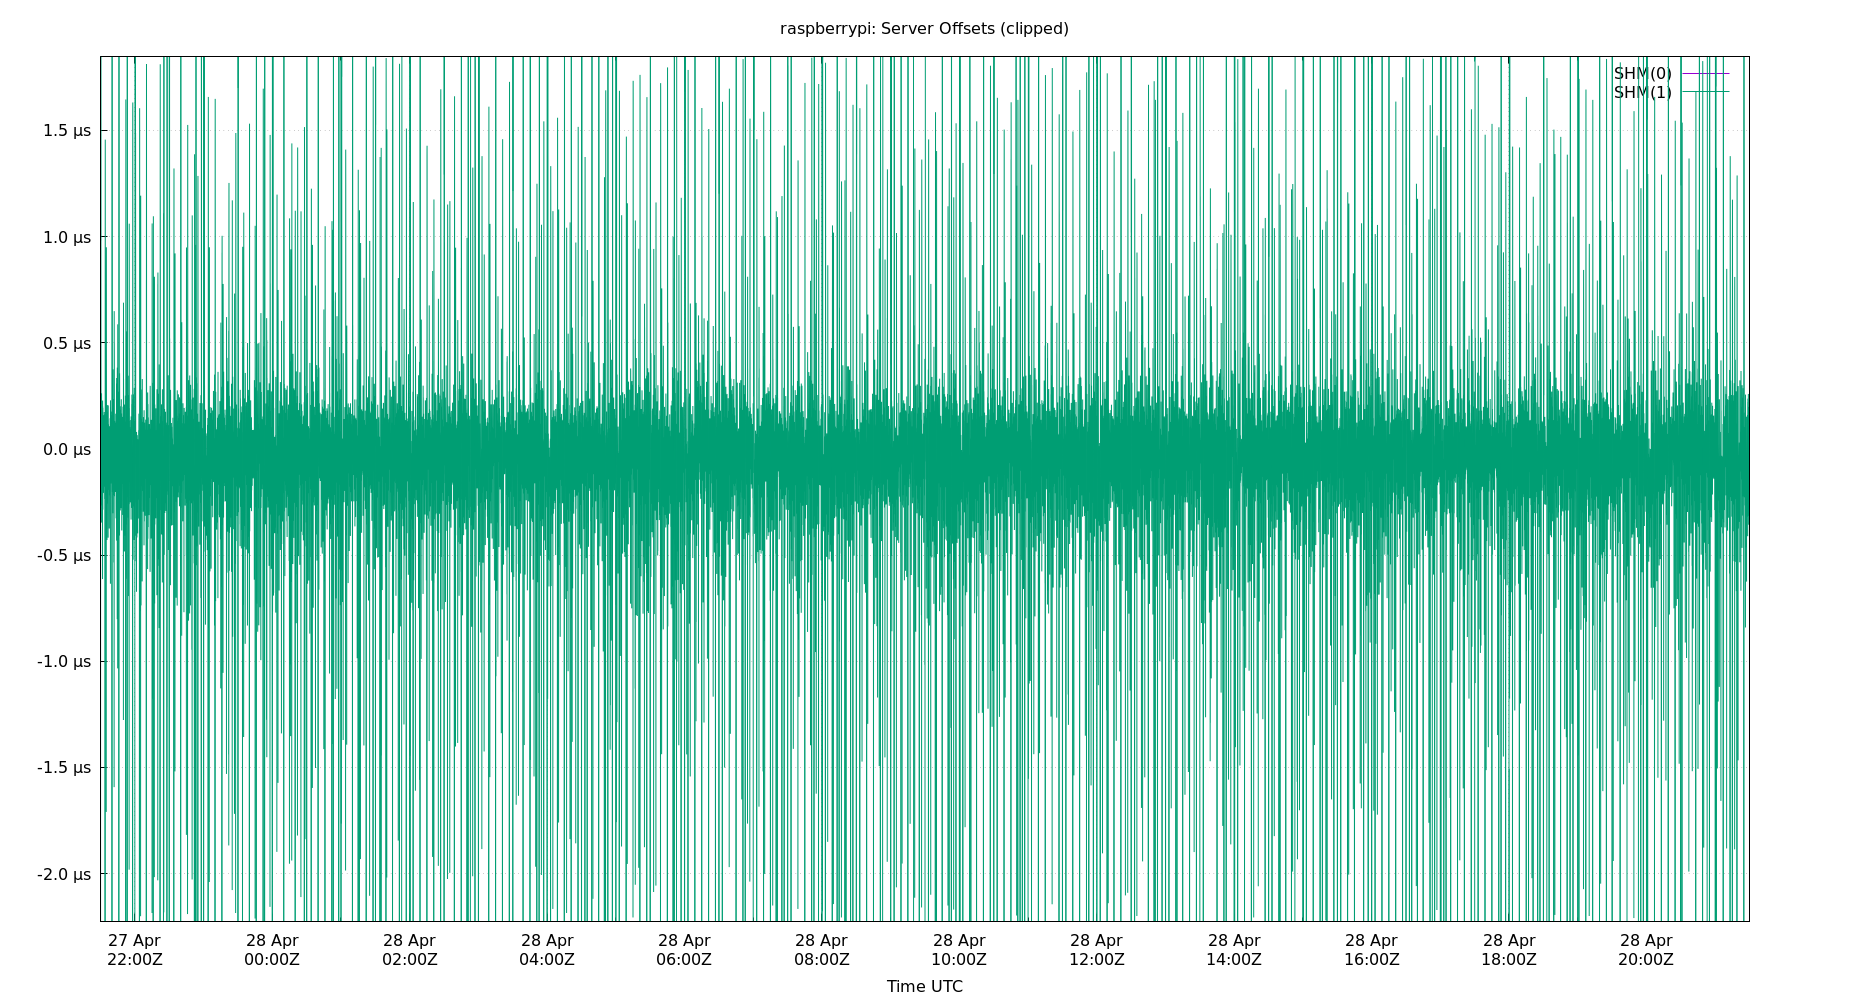 raspberrypi: Server Offsets (clipped)
SHM(0)
SHM(1)
1.5 µs
1.0 µs
0.5 µs
0.0 µs
-0.5 µs
-1.0 µs
-1.5 µs
-2.0 µs
27 Apr 28 Apr 28 Apr 28 Apr 28 Apr 28 Apr 28 Apr 28 Apr 28 Apr 28 Apr 28 Apr 28 Apr
22:00Z 00:00Z 02:00Z 04:00Z 06:00Z 08:00Z 10:00Z 12:00Z 14:00Z 16:00Z 18:00Z 20:00Z
Time UTC